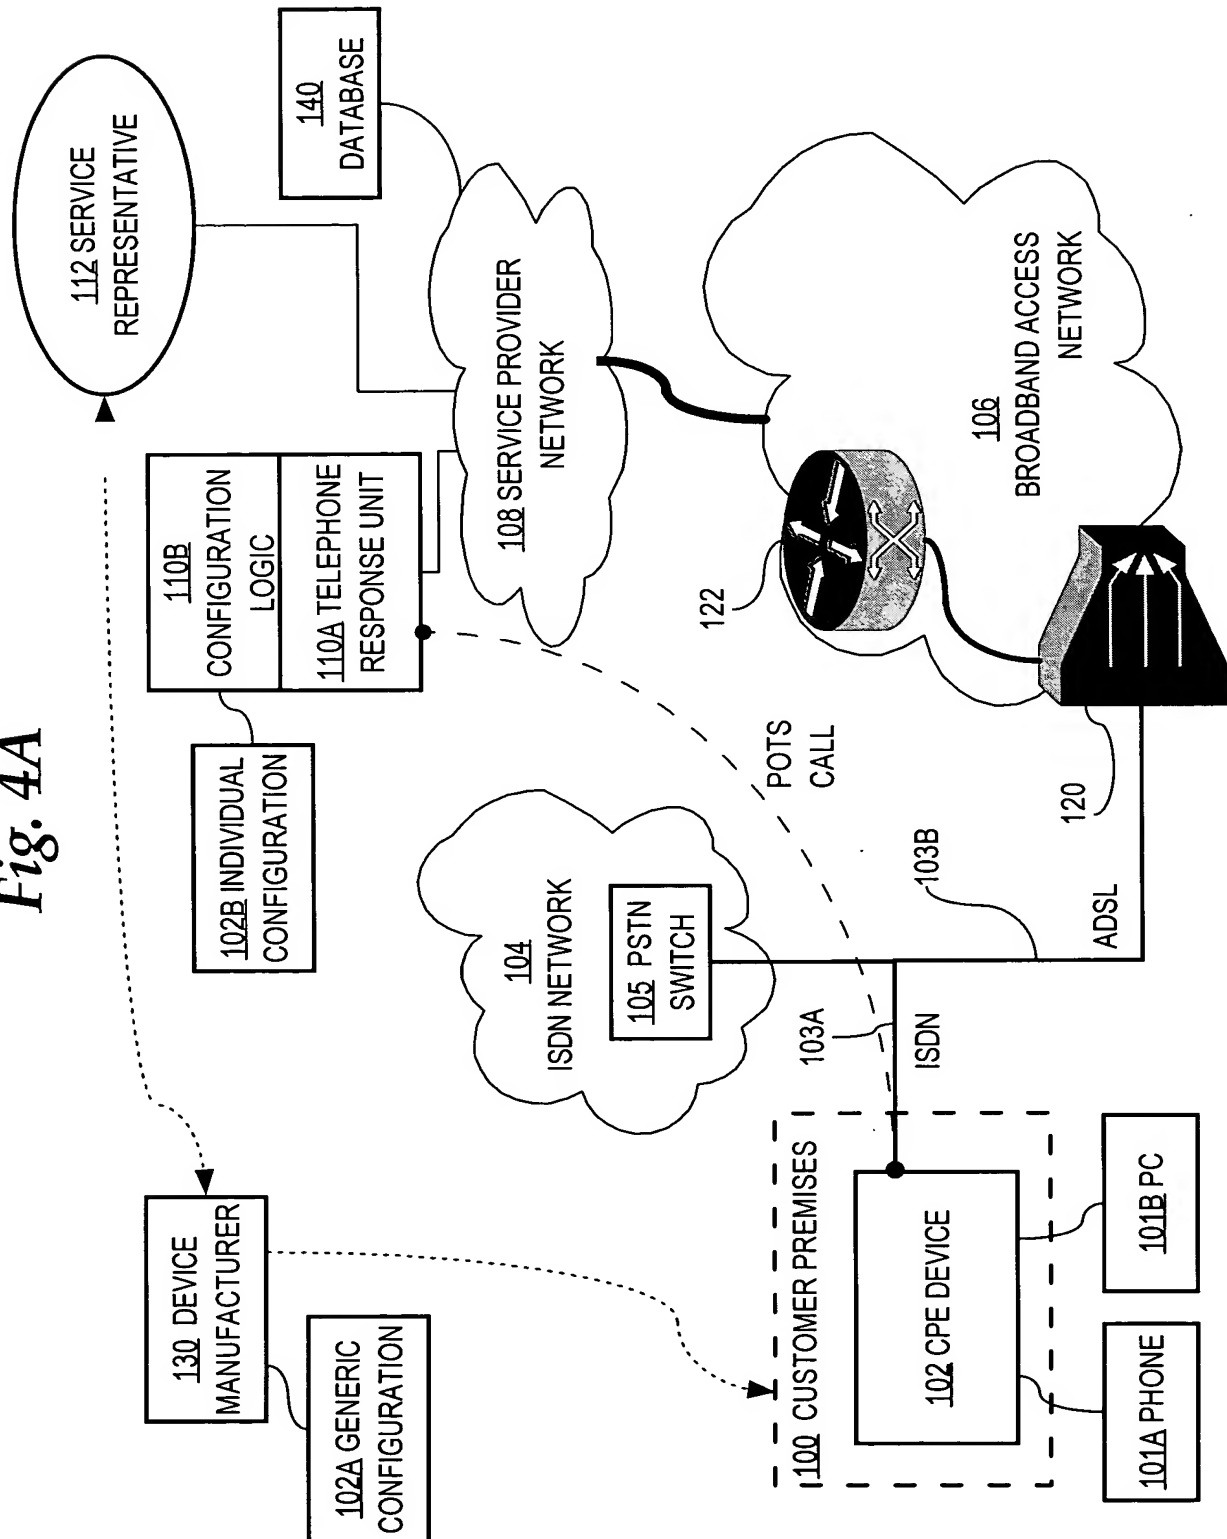 Fig. 4A
112 SERVICE
REPRESENTATIVE
130 DEVICE
MANUFACTURER
102A GENERIC
CONFIGURATION
102B INDIVIDUAL
CONFIGURATION
110B
CONFIGURATION
LOGIC
110A TELEPHONE
RESPONSE UNIT
140
DATABASE
108 SERVICE PROVIDER
NETWORK
104
ISDN NETWORK
105 PSTN
SWITCH
POTS
CALL
122
106
BROADBAND ACCESS
NETWORK
100 CUSTOMER PREMISES
102 CPE DEVICE
103A
ISDN
103B
ADSL
120
101A PHONE
101B PC